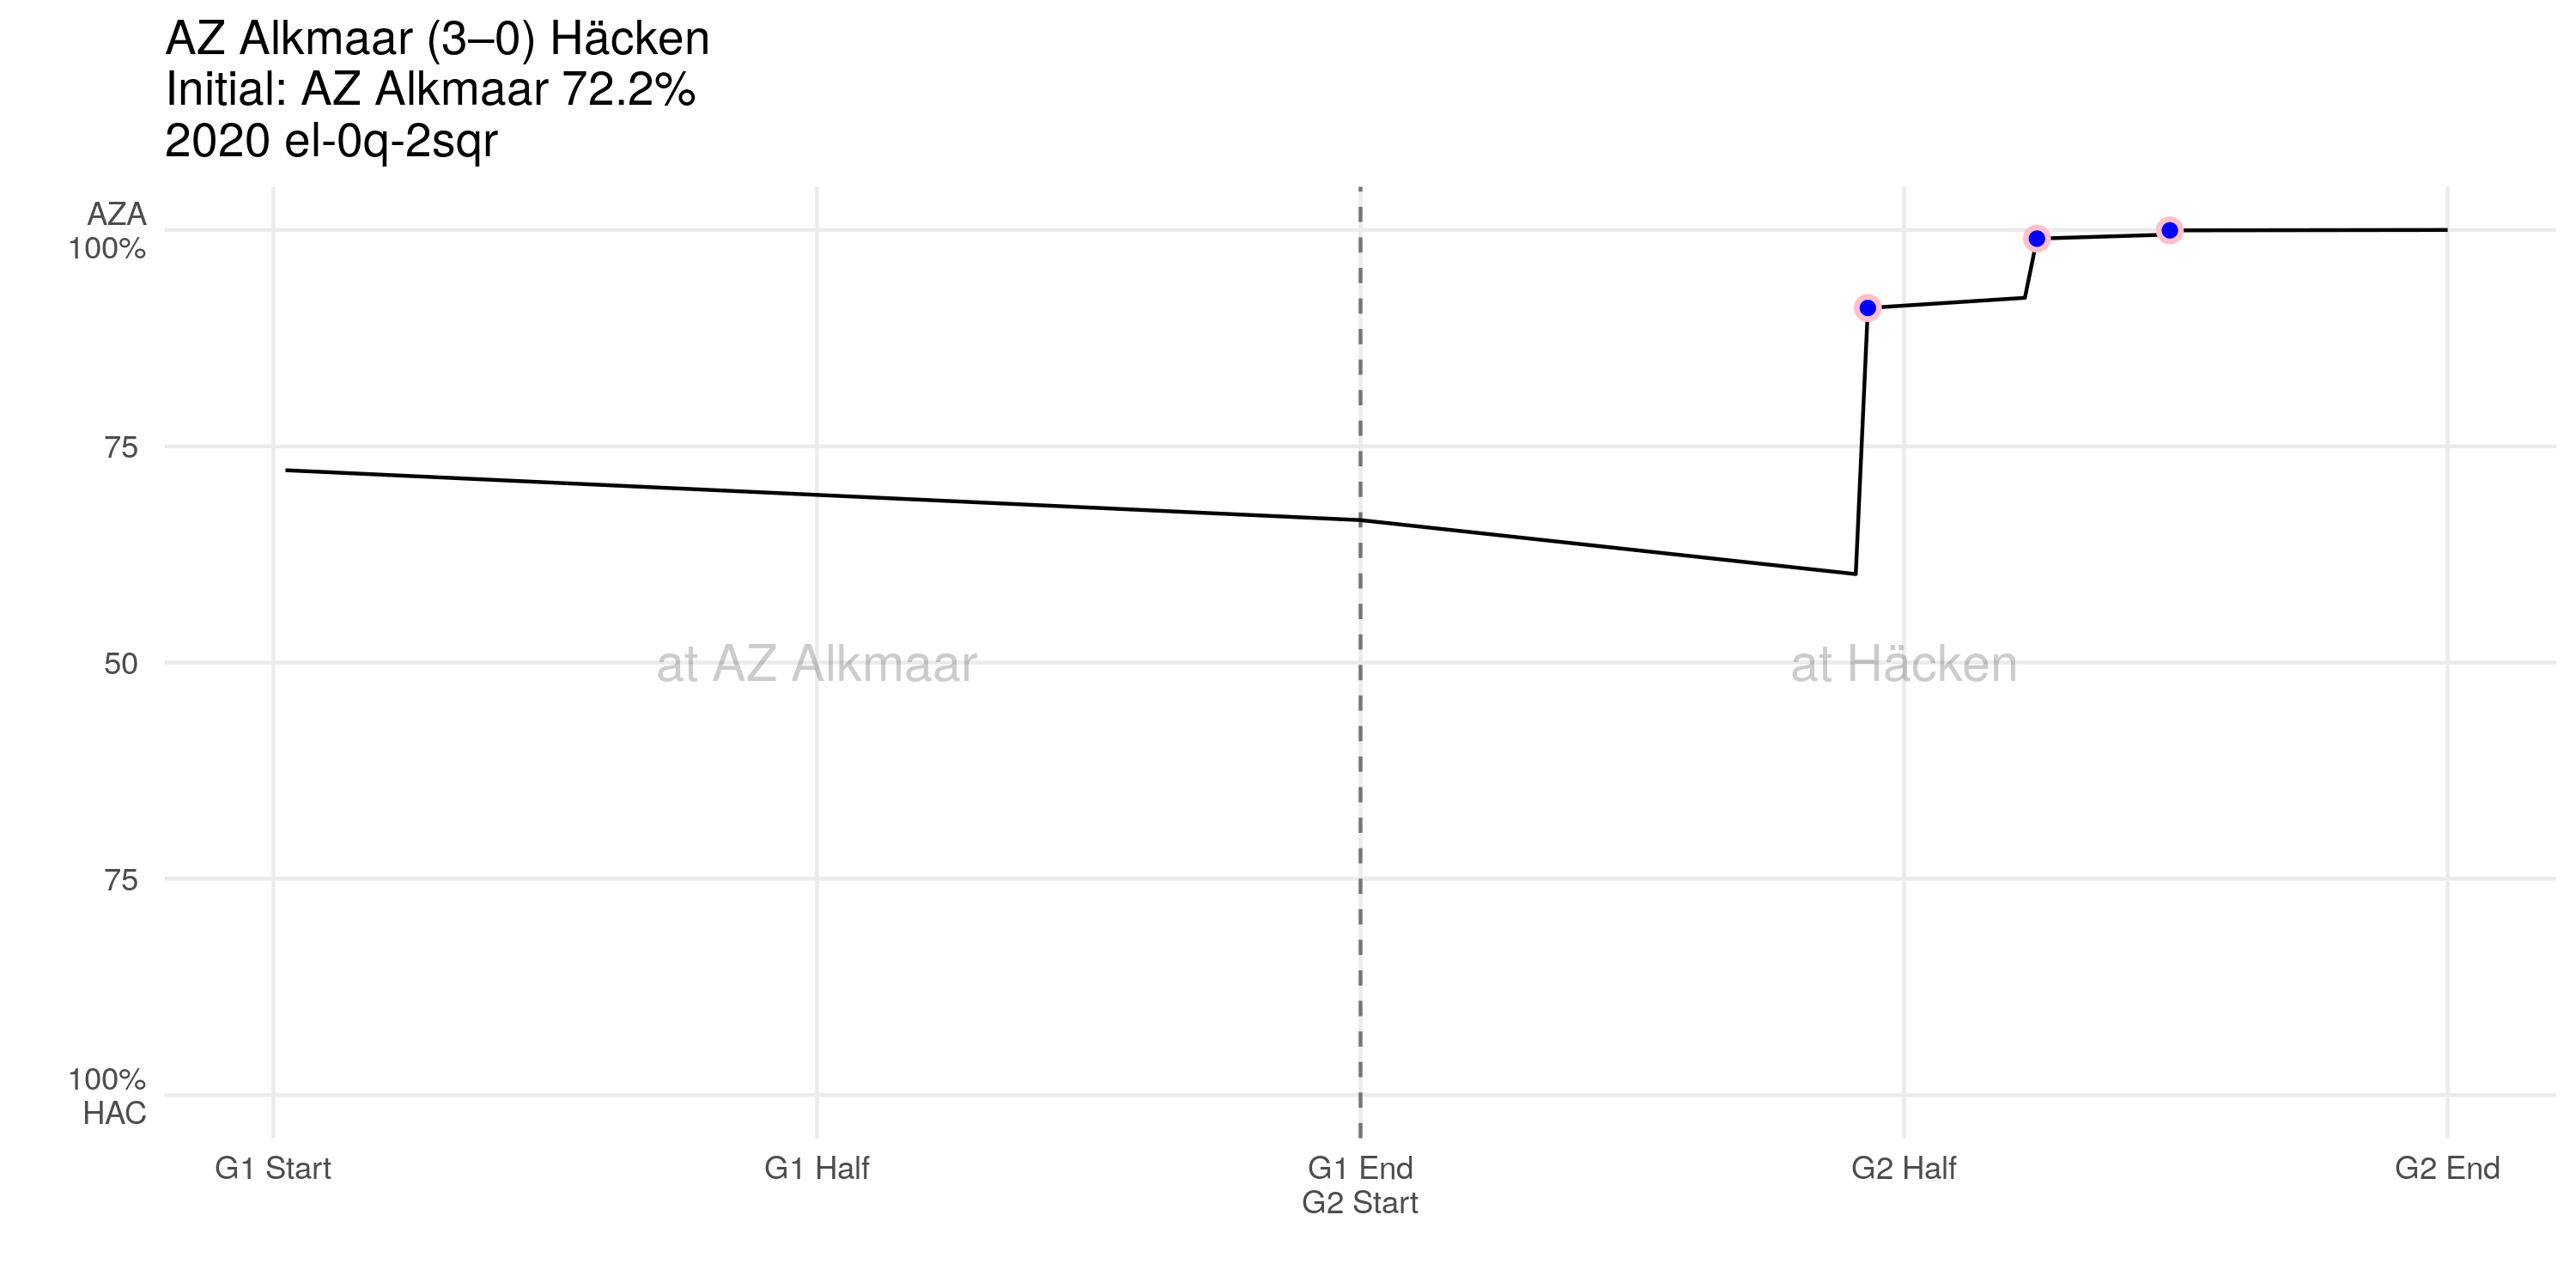 AZ Alkmaar (3–0) Häcken
Initial: AZ Alkmaar 72.2%
2020 el-0q-2sqr
AZA
100%
75
50
75
100%
HAC
at AZ Alkmaar
at Häcken
G1 Start
G1 Half
G1 End
G2 Start
G2 Half
G2 End